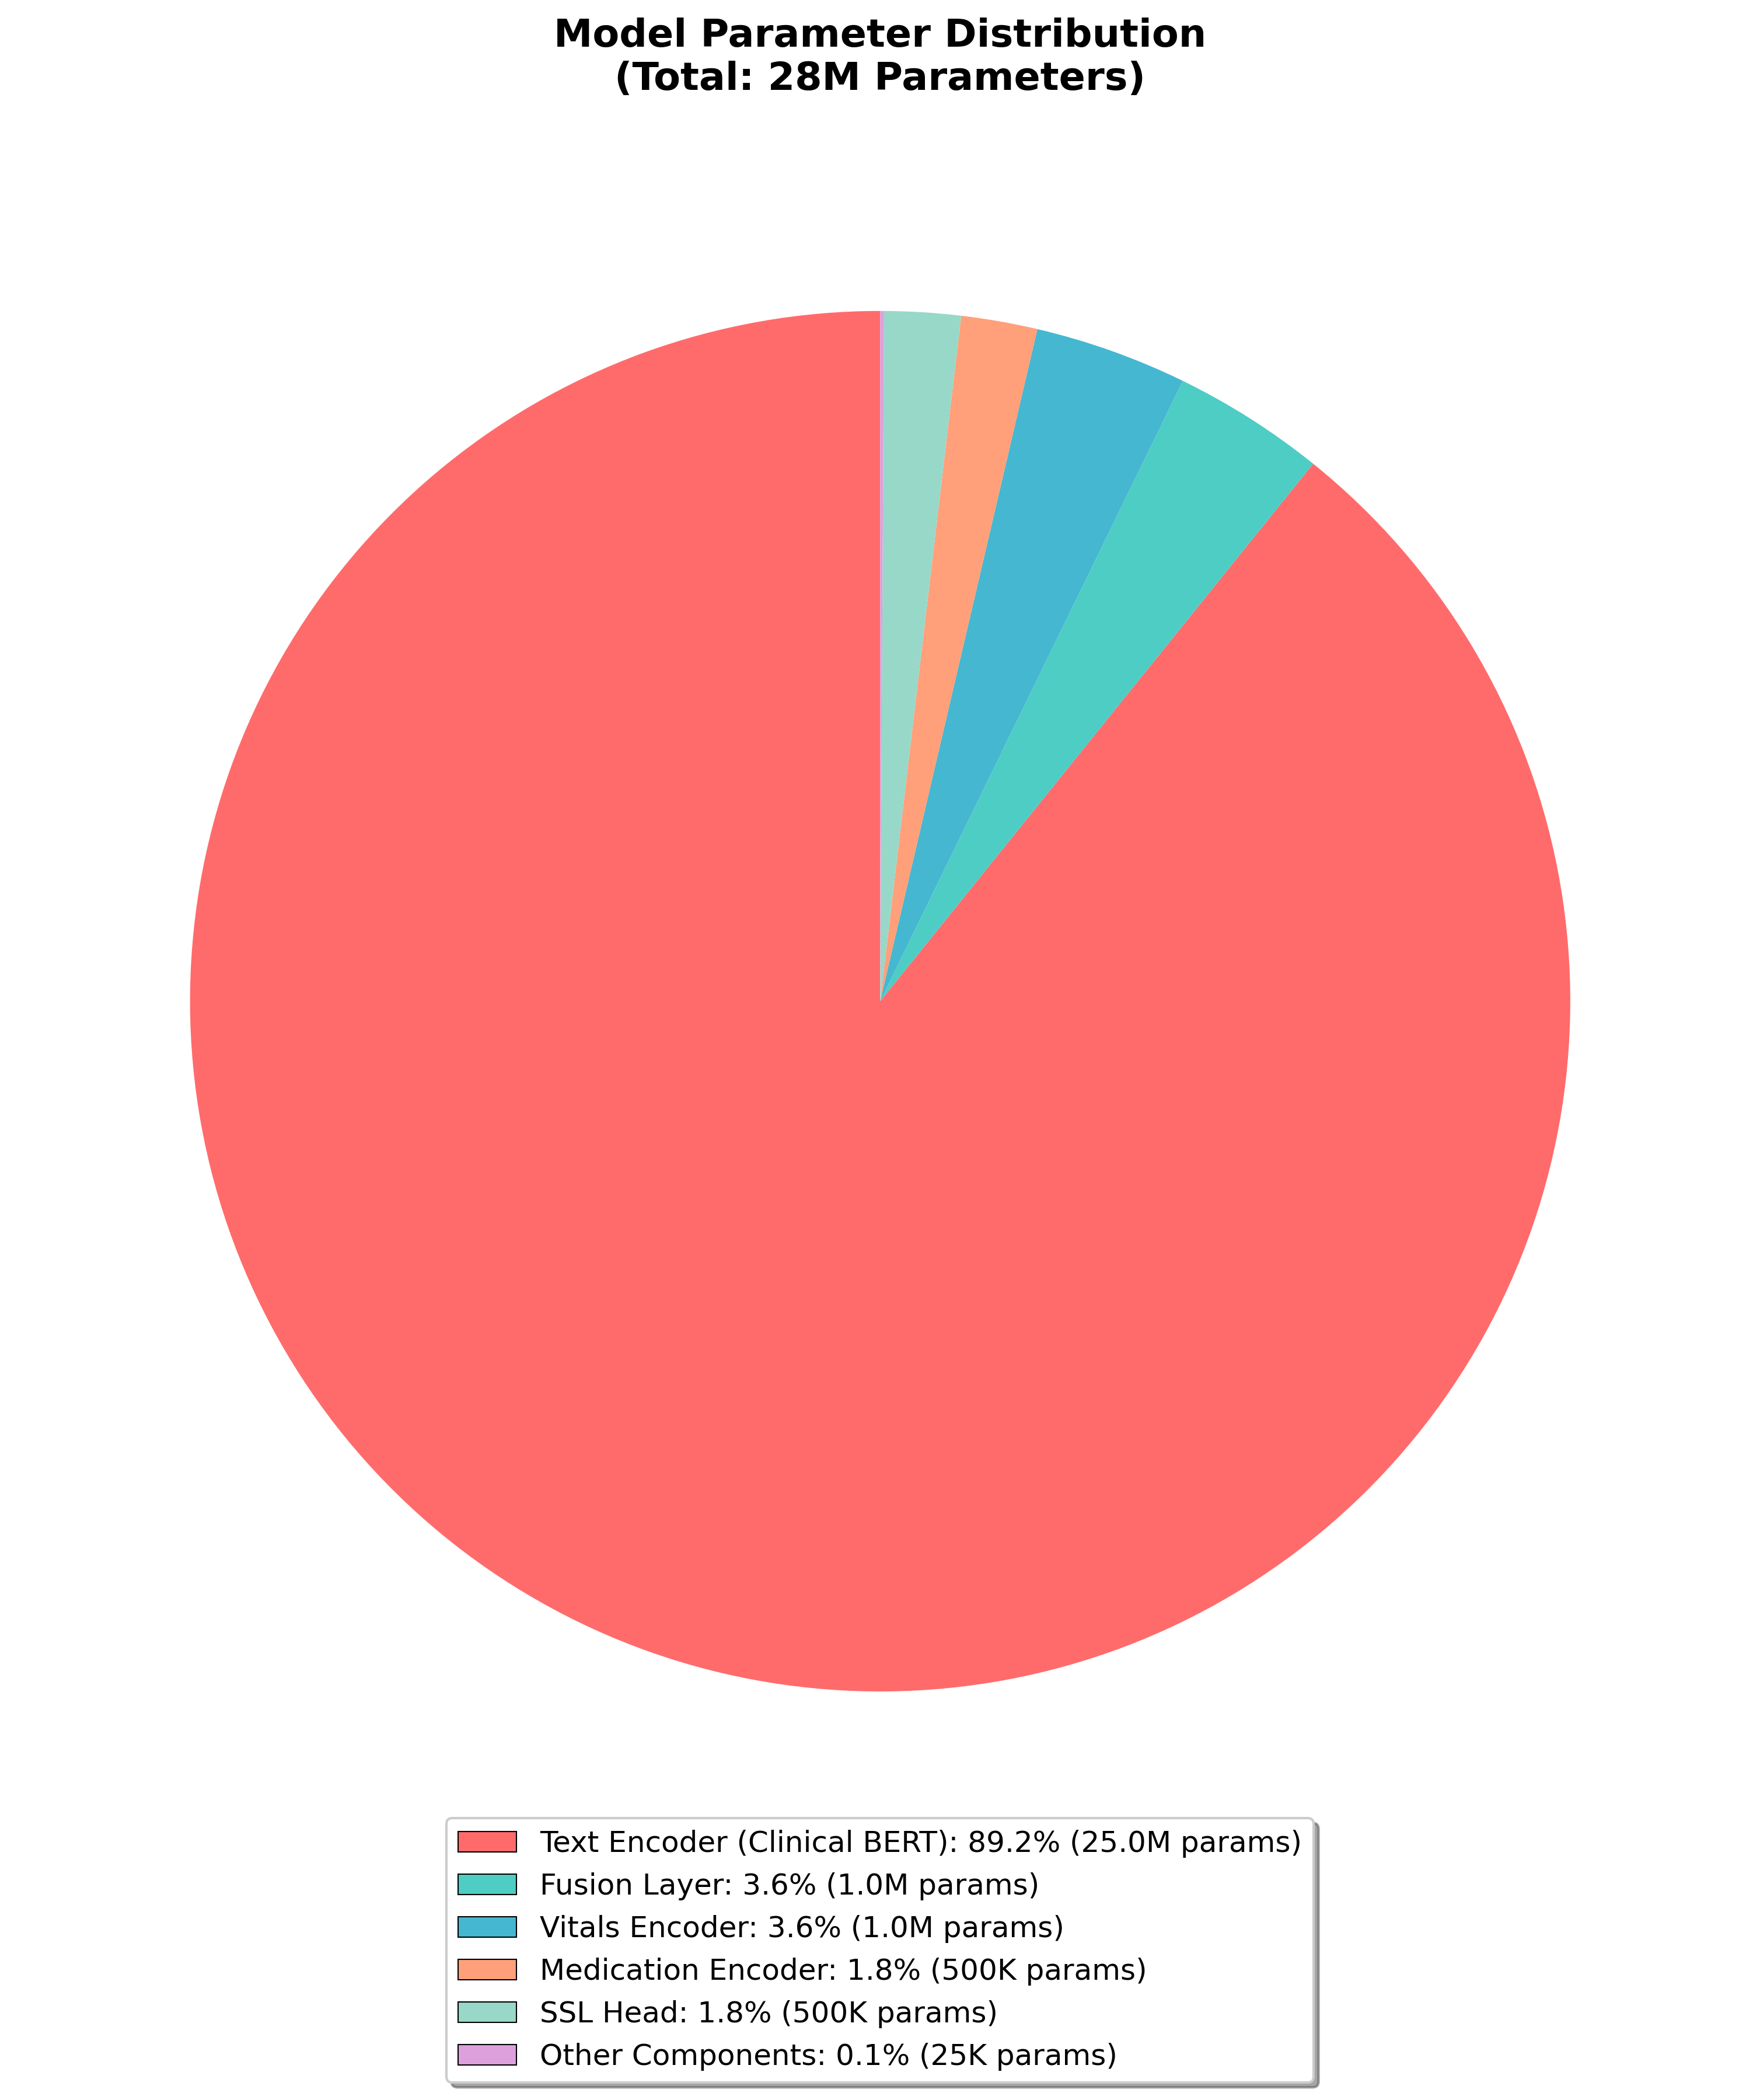 Model Parameter Distribution
(Total: 28M Parameters)
Text Encoder (Clinical BERT): 89.2% (25.0M params)
Fusion Layer: 3.6% (1.0M params)
Vitals Encoder: 3.6% (1.0M params)
Medication Encoder: 1.8% (500K params)
SSL Head: 1.8% (500K params)
Other Components: 0.1% (25K params)